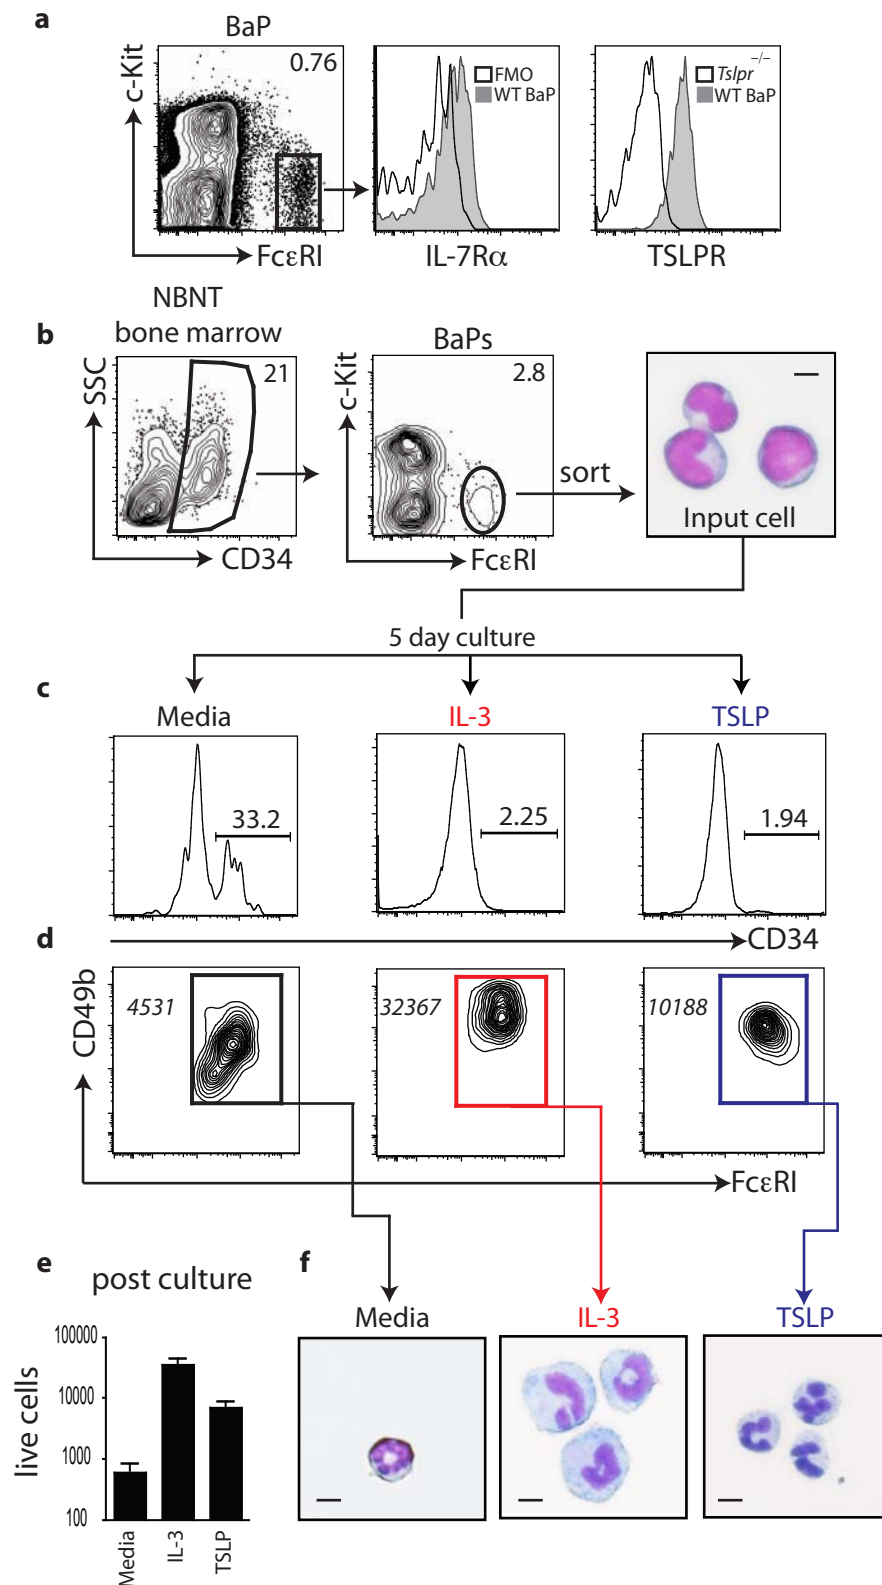 a
BaP
c-Kit
0.76
FcεRI
FMO
WT BaP
IL-7Rα
Tslpr –/–
WT BaP
TSLPR
b
NBNT
bone marrow
SSC
21
CD34
BaPs
c-Kit
2.8
FcεRI
sort
Input cell
5 day culture
c
Media
IL-3
TSLP
33.2
2.25
1.94
CD34
d
CD49b
4531
32367
10188
FcεRI
e
post culture
live cells
100000
10000
1000
100
Media
IL-3
TSLP
f
Media
IL-3
TSLP